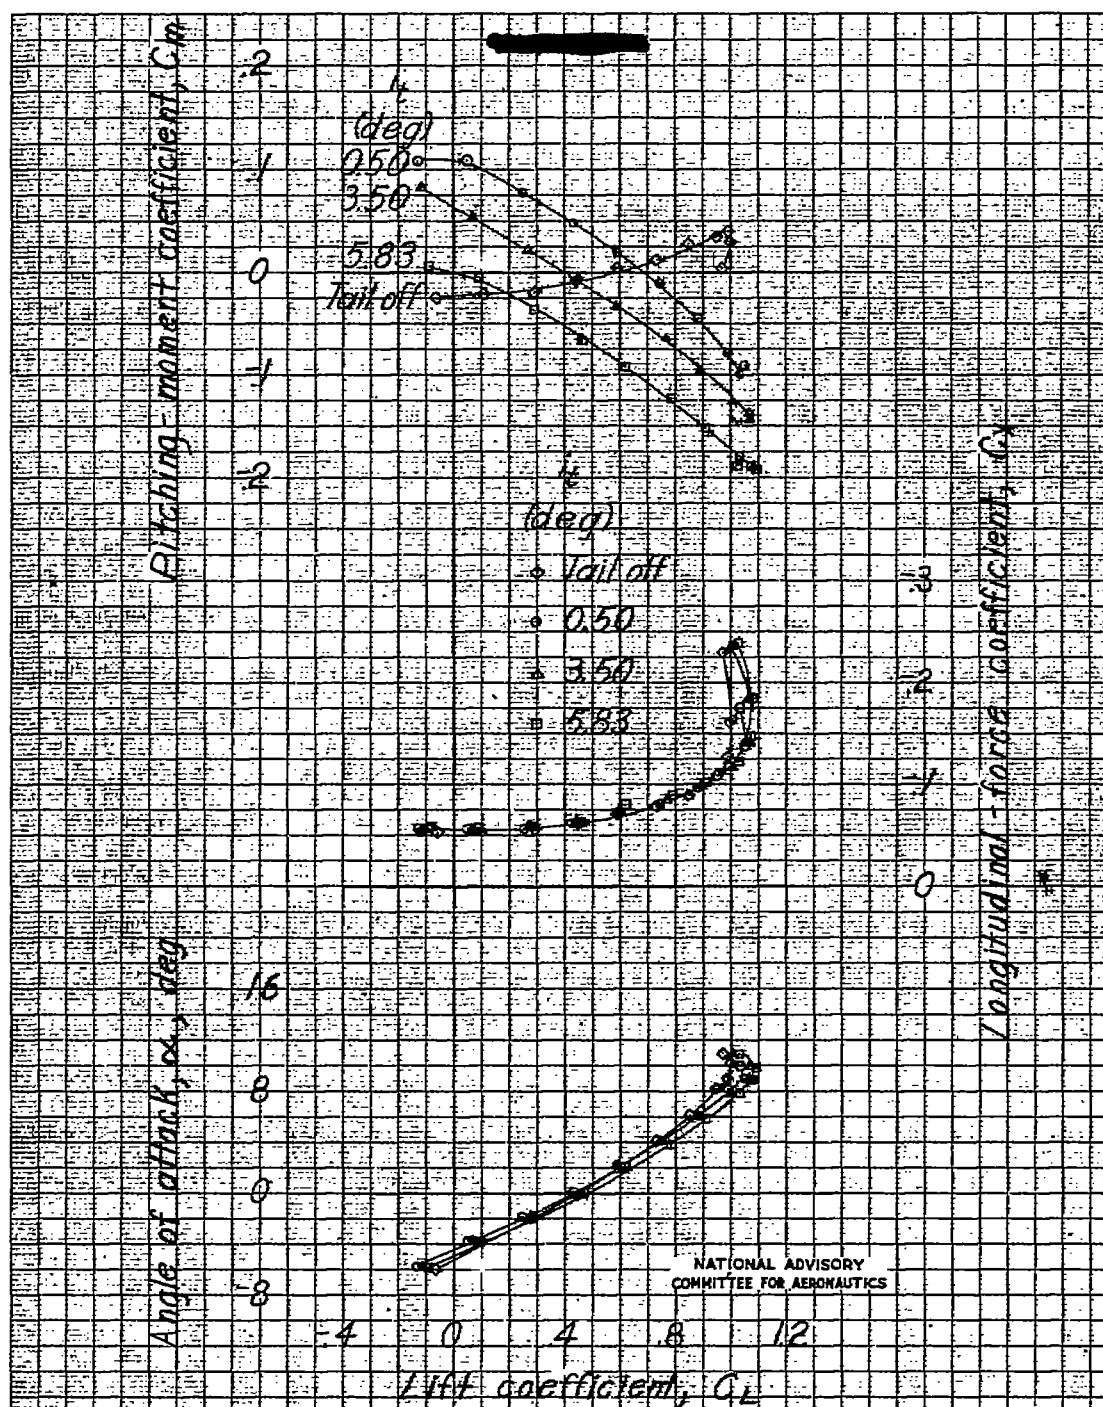 Pitching-moment coefficient, Cm
.2
.1
0
-.1
-.2
it
(deg)
0.50
3.50
5.83
Tail off
it
(deg)
Tail off
0.50
3.50
5.83
Longitudinal-force coefficient, Cx
-.3
-.2
-.1
0
Angle of attack, α, deg
16
8
0
-8
NATIONAL ADVISORY
COMMITTEE FOR AERONAUTICS
-.4 0 .4 .8 1.2
Lift coefficient, CL